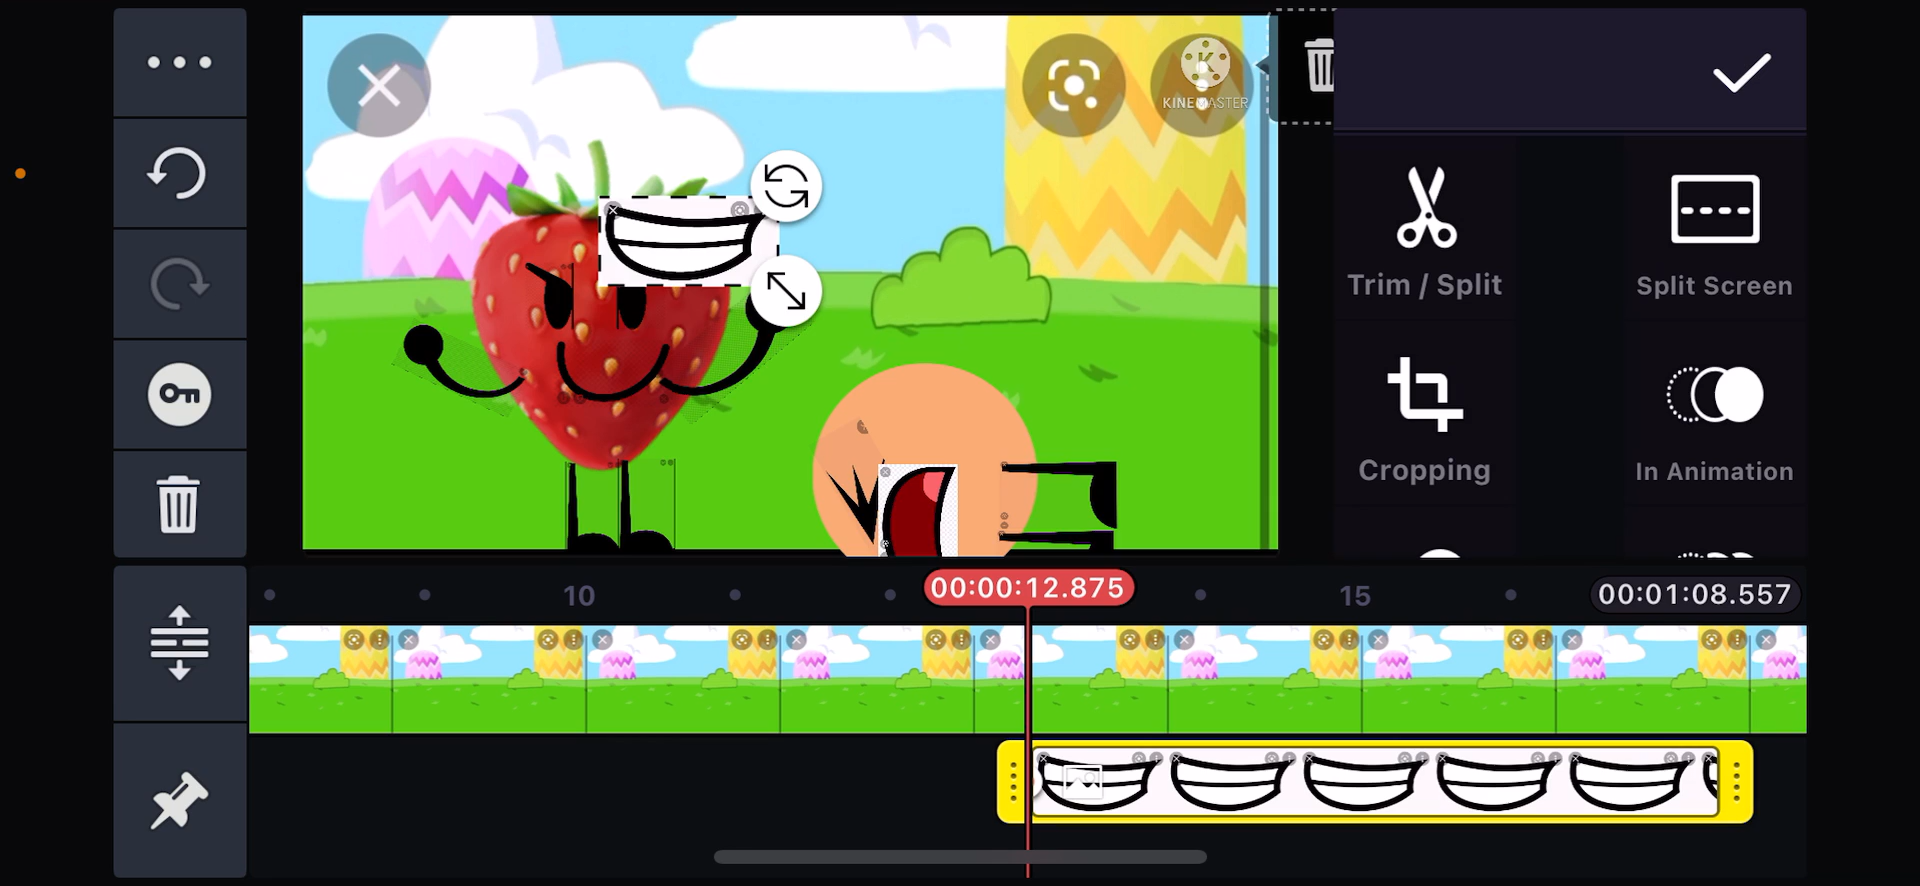 KINEMASTER
Trim / Split
Split Screen
Cropping
In Animation
10
00:00:12.875
15
00:01:08.557